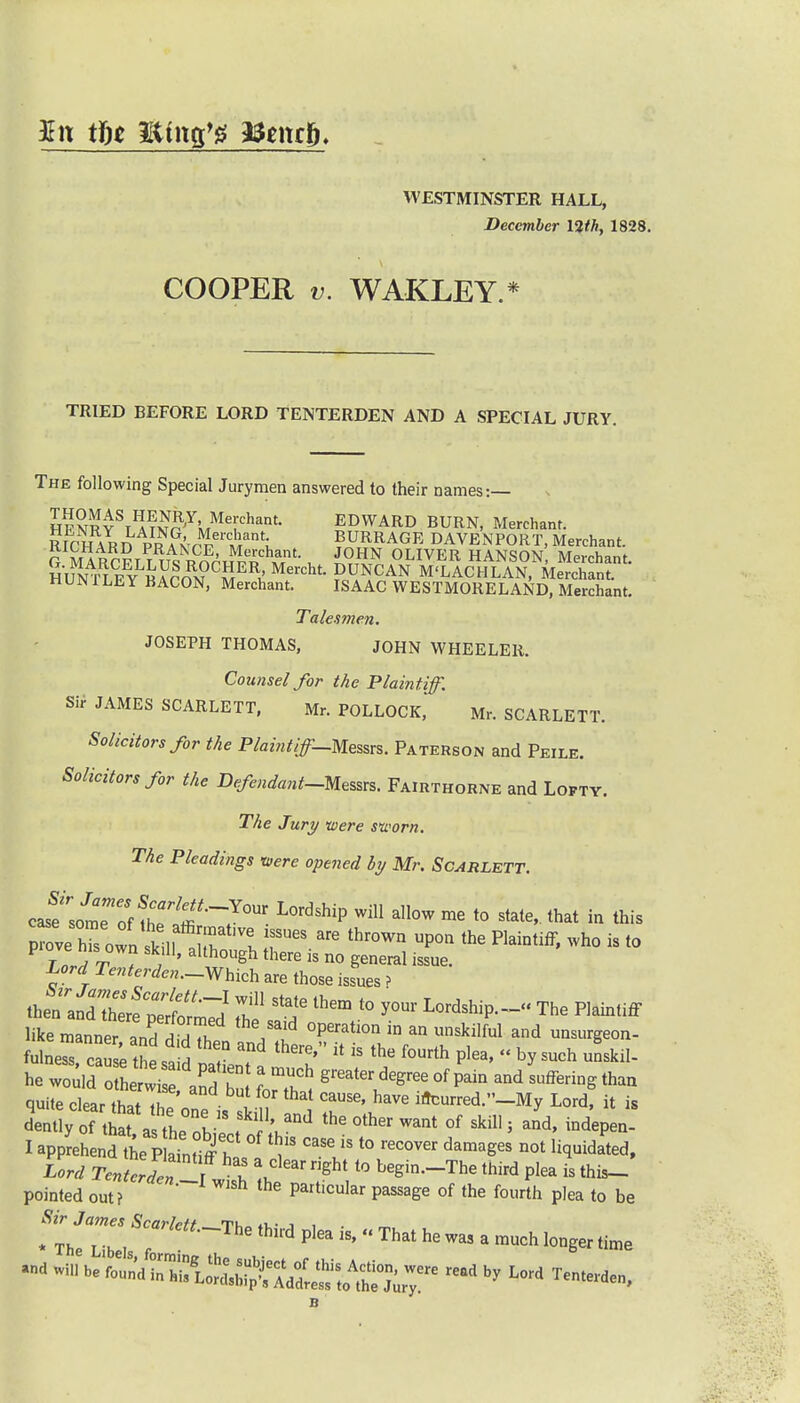 In the King's Bench.
WESTMINSTER HALL,
December 12th, 1828.
COOPER v. WAKLEY.*
TRIED BEFORE LORD TENTERDEN AND A SPECIAL JURY.
THE following Special Jurymen answered to their names:—
THOMAS HENRY, Merchant. EDWARD BURN, Merchant.
HENRY LAING, Merchant. BURRAGE DAVENPORT, Merchant.
RICHARD PRANCE, Merchant. JOHN OLIVER HANSON, Merchant.
G. MARCELLUS ROCHER, Mercht. DUNCAN M'LACHLAN, Merchant.
HUNTLEY BACON, Merchant. ISAAC WESTMORELAND, Merchant.
Talesmen.
JOSEPH THOMAS, JOHN WHEELER.
Counsel for the Plaintiff.
Sir JAMES SCARLETT, Mr. POLLOCK, Mr. SCARLETT.
Solicitors for the Plaintiff—Messrs. PATERSON and PEILE.
Solicitors for the Defendant—Messrs. FAIRTHORNE and LOFTY.
The Jury were sworn.
The Pleadings were opened by Mr. SCARLETT.
Sir James Scarlett.—Your Lordship will allow me to state, that in this
case some of the affirmative issues are thrown upon the Plaintiff, who is to
prove his own skill, although there is no general issue.
Lord Tenterden.—Which are those issues?
Sir James Scarlett.—I will state them to your Lordship.—"The Plaintiff
then and there performed the said operation in an unskilful and unsurgeon-
like manner, and did then and there," it is the fourth plea, "by such unskil-
fulness, cause the said patient a much greater degree of pain and suffering than
he would otherwise, and but for that cause, have incurred."—My Lord, it is
quite clear that the one is skill, and the other want of skill; and, indepen-
dently of that, as the object of this case is to recover damages not liquidated,
I apprehend the Plaintiff has a clear right to begin.—The third plea is this—
Lord Tenterden.—I wish the particular passage of the fourth plea to be
pointed out?
Sir James Scarlett.—The third plea is, "That he was a much longer time
* The Libels, forming the subject of this Action, were read by Lord Tenterden,
and will be found in his Lordship's Address to the Jury.
B